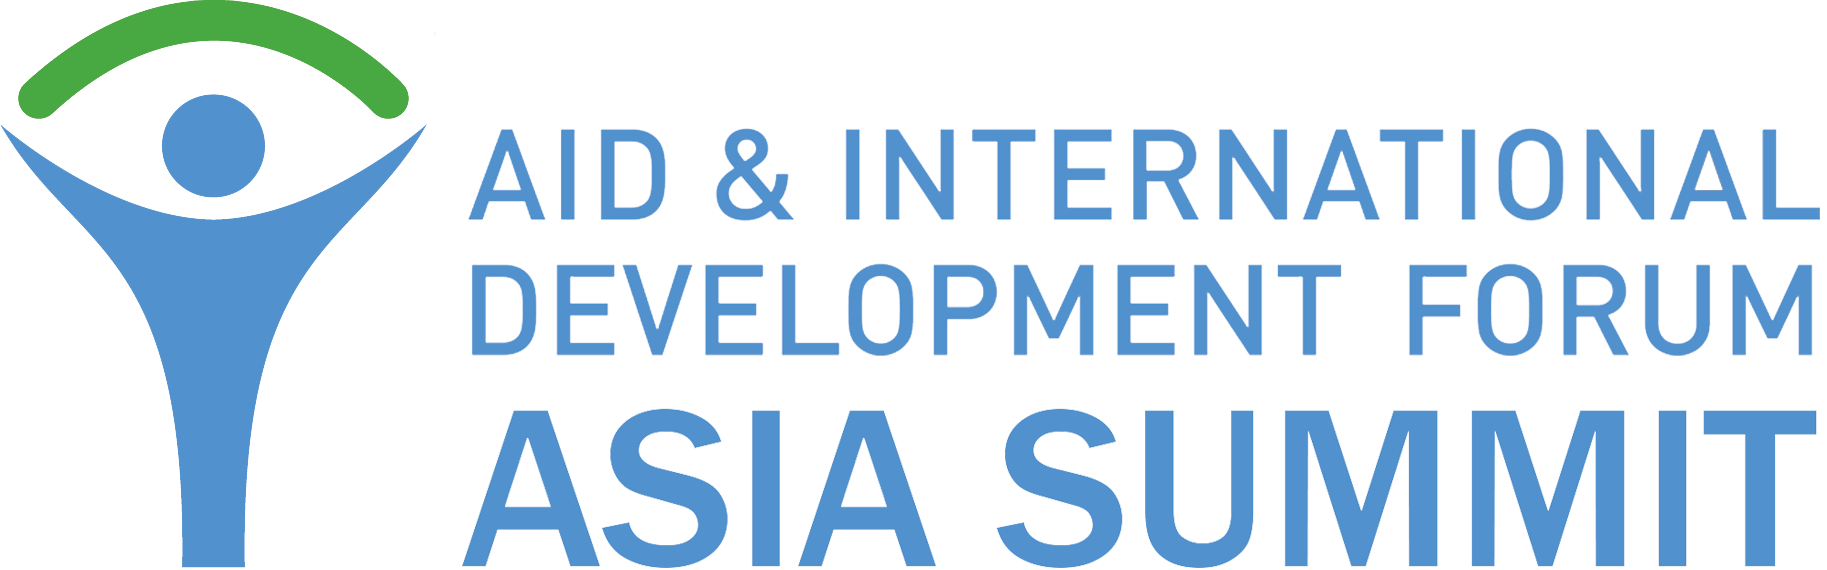 AID & INTERNATIONAL
DEVELOPMENT FORUM
ASIA SUMMIT